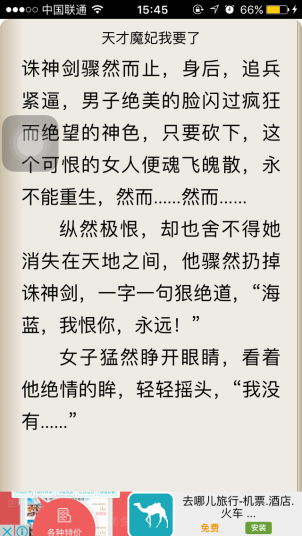 中国联通 15:45 66%
天才魔妃我要了
诛神剑骤然而止，身后，追兵
紧逼，男子绝美的脸闪过疯狂
而绝望的神色，只要砍下，这
个可恨的女人便魂飞魄散，永
不能重生，然而……然而……
纵然极恨，却也舍不得她
消失在天地之间，他骤然扔掉
诛神剑，一字一句狠绝道，“海
蓝，我恨你，永远！”
女子猛然睁开眼睛，看着
他绝情的眸，轻轻摇头，“我没
有……”
各种特价
去哪儿旅行-机票.酒店.
火车 ...
免费 安装